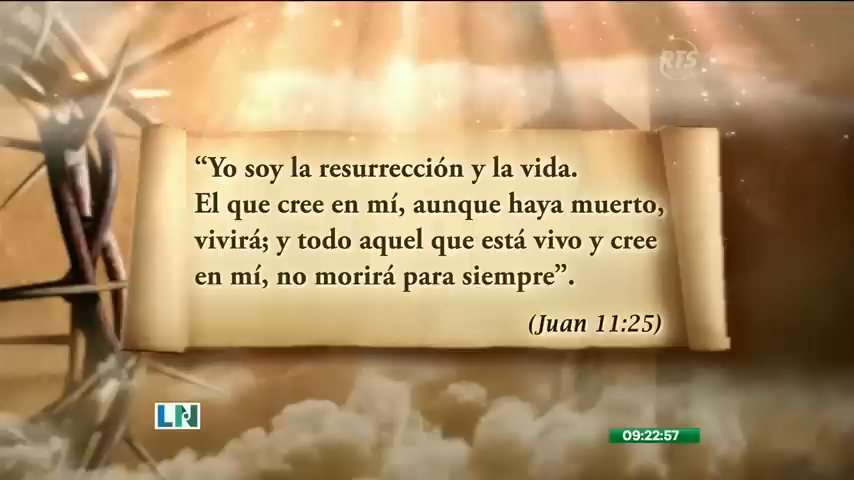 RTS
“Yo soy la resurrección y la vida.
El que cree en mí, aunque haya muerto,
vivirá; y todo aquel que está vivo y cree
en mí, no morirá para siempre”.
(Juan 11:25)
LN
09:22:57